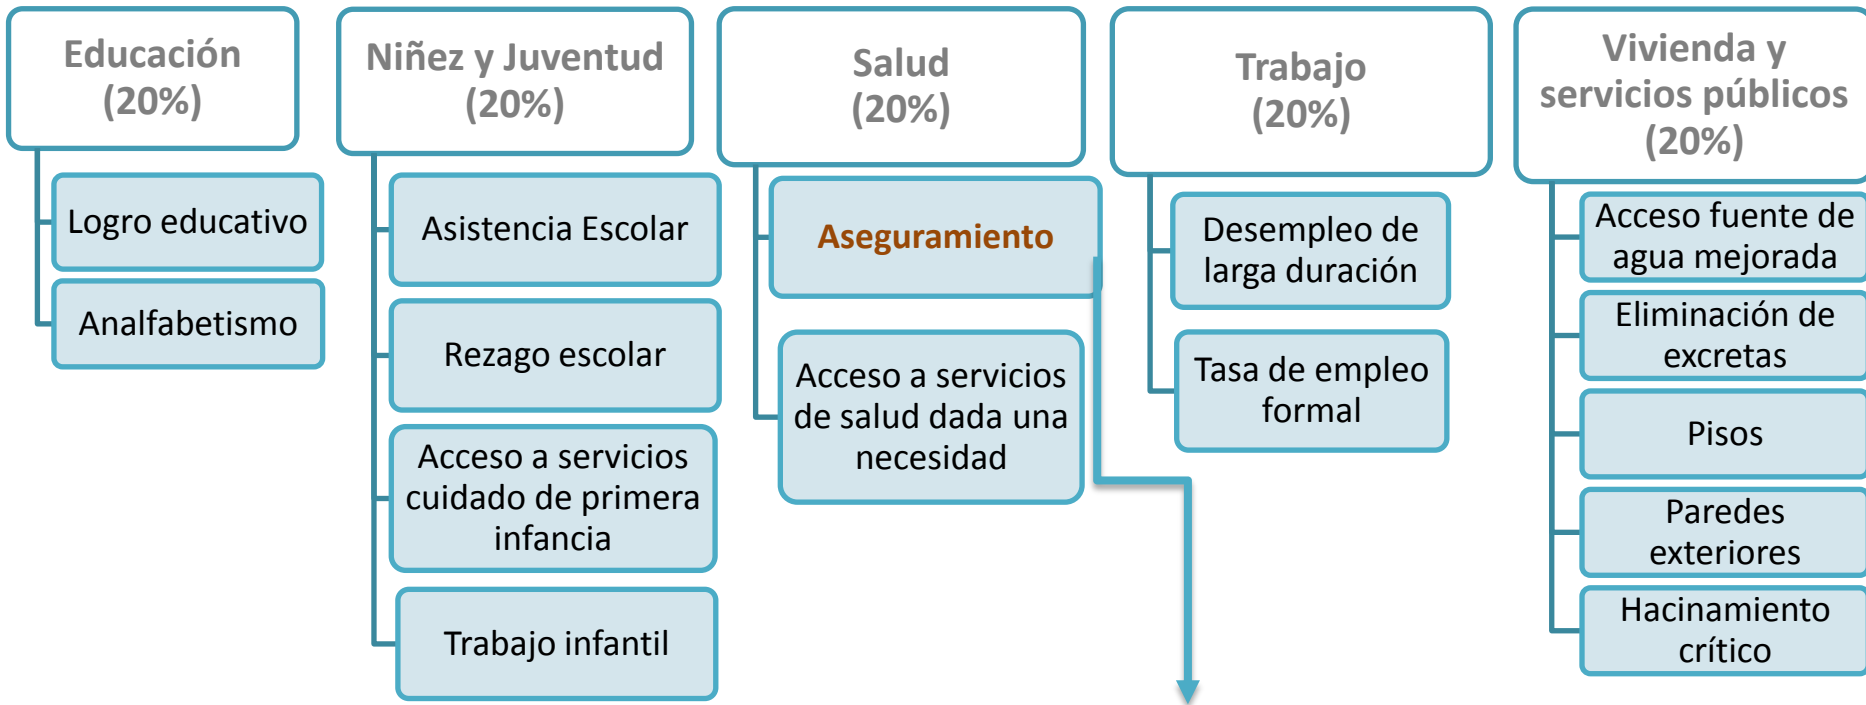 Educación
(20%)
Logro educativo
Analfabetismo
Niñez y Juventud
(20%)
Asistencia Escolar
Rezago escolar
Acceso a servicios
cuidado de primera
infancia
Trabajo infantil
Salud
(20%)
Aseguramiento
Acceso a servicios
de salud dada una
necesidad
Trabajo
(20%)
Desempleo de
larga duración
Tasa de empleo
formal
Vivienda y
servicios públicos
(20%)
Acceso fuente de
agua mejorada
Eliminación de
excretas
Pisos
Paredes
exteriores
Hacinamiento
crítico